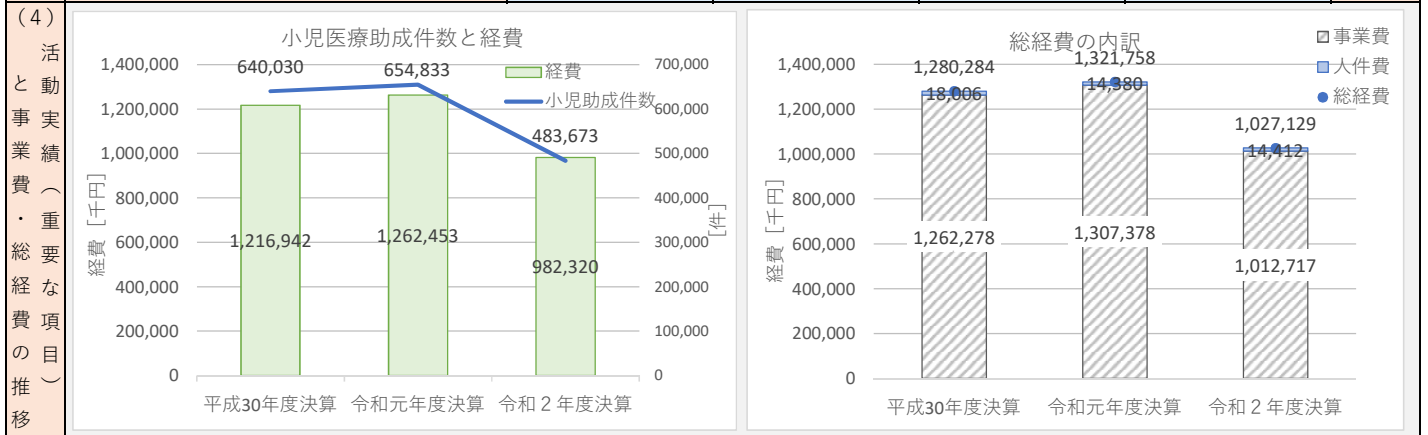 （4）
活動実績（重要な項目）
と事業費・総経費の推移
小児医療助成件数と経費
経費
小児助成件数
経費［千円］
1,400,000
1,200,000
1,000,000
800,000
600,000
400,000
200,000
0
640,030
654,833
483,673
1,216,942
1,262,453
982,320
700,000
600,000
500,000
400,000
300,000
200,000
100,000
0
［件］
平成30年度決算 令和元年度決算 令和２年度決算
総経費の内訳
事業費
人件費
総経費
経費［千円］
1,400,000
1,200,000
1,000,000
800,000
600,000
400,000
200,000
0
1,280,284
1,321,758
1,027,129
18,006
14,380
14,412
1,262,278
1,307,378
1,012,717
平成30年度決算 令和元年度決算 令和２年度決算